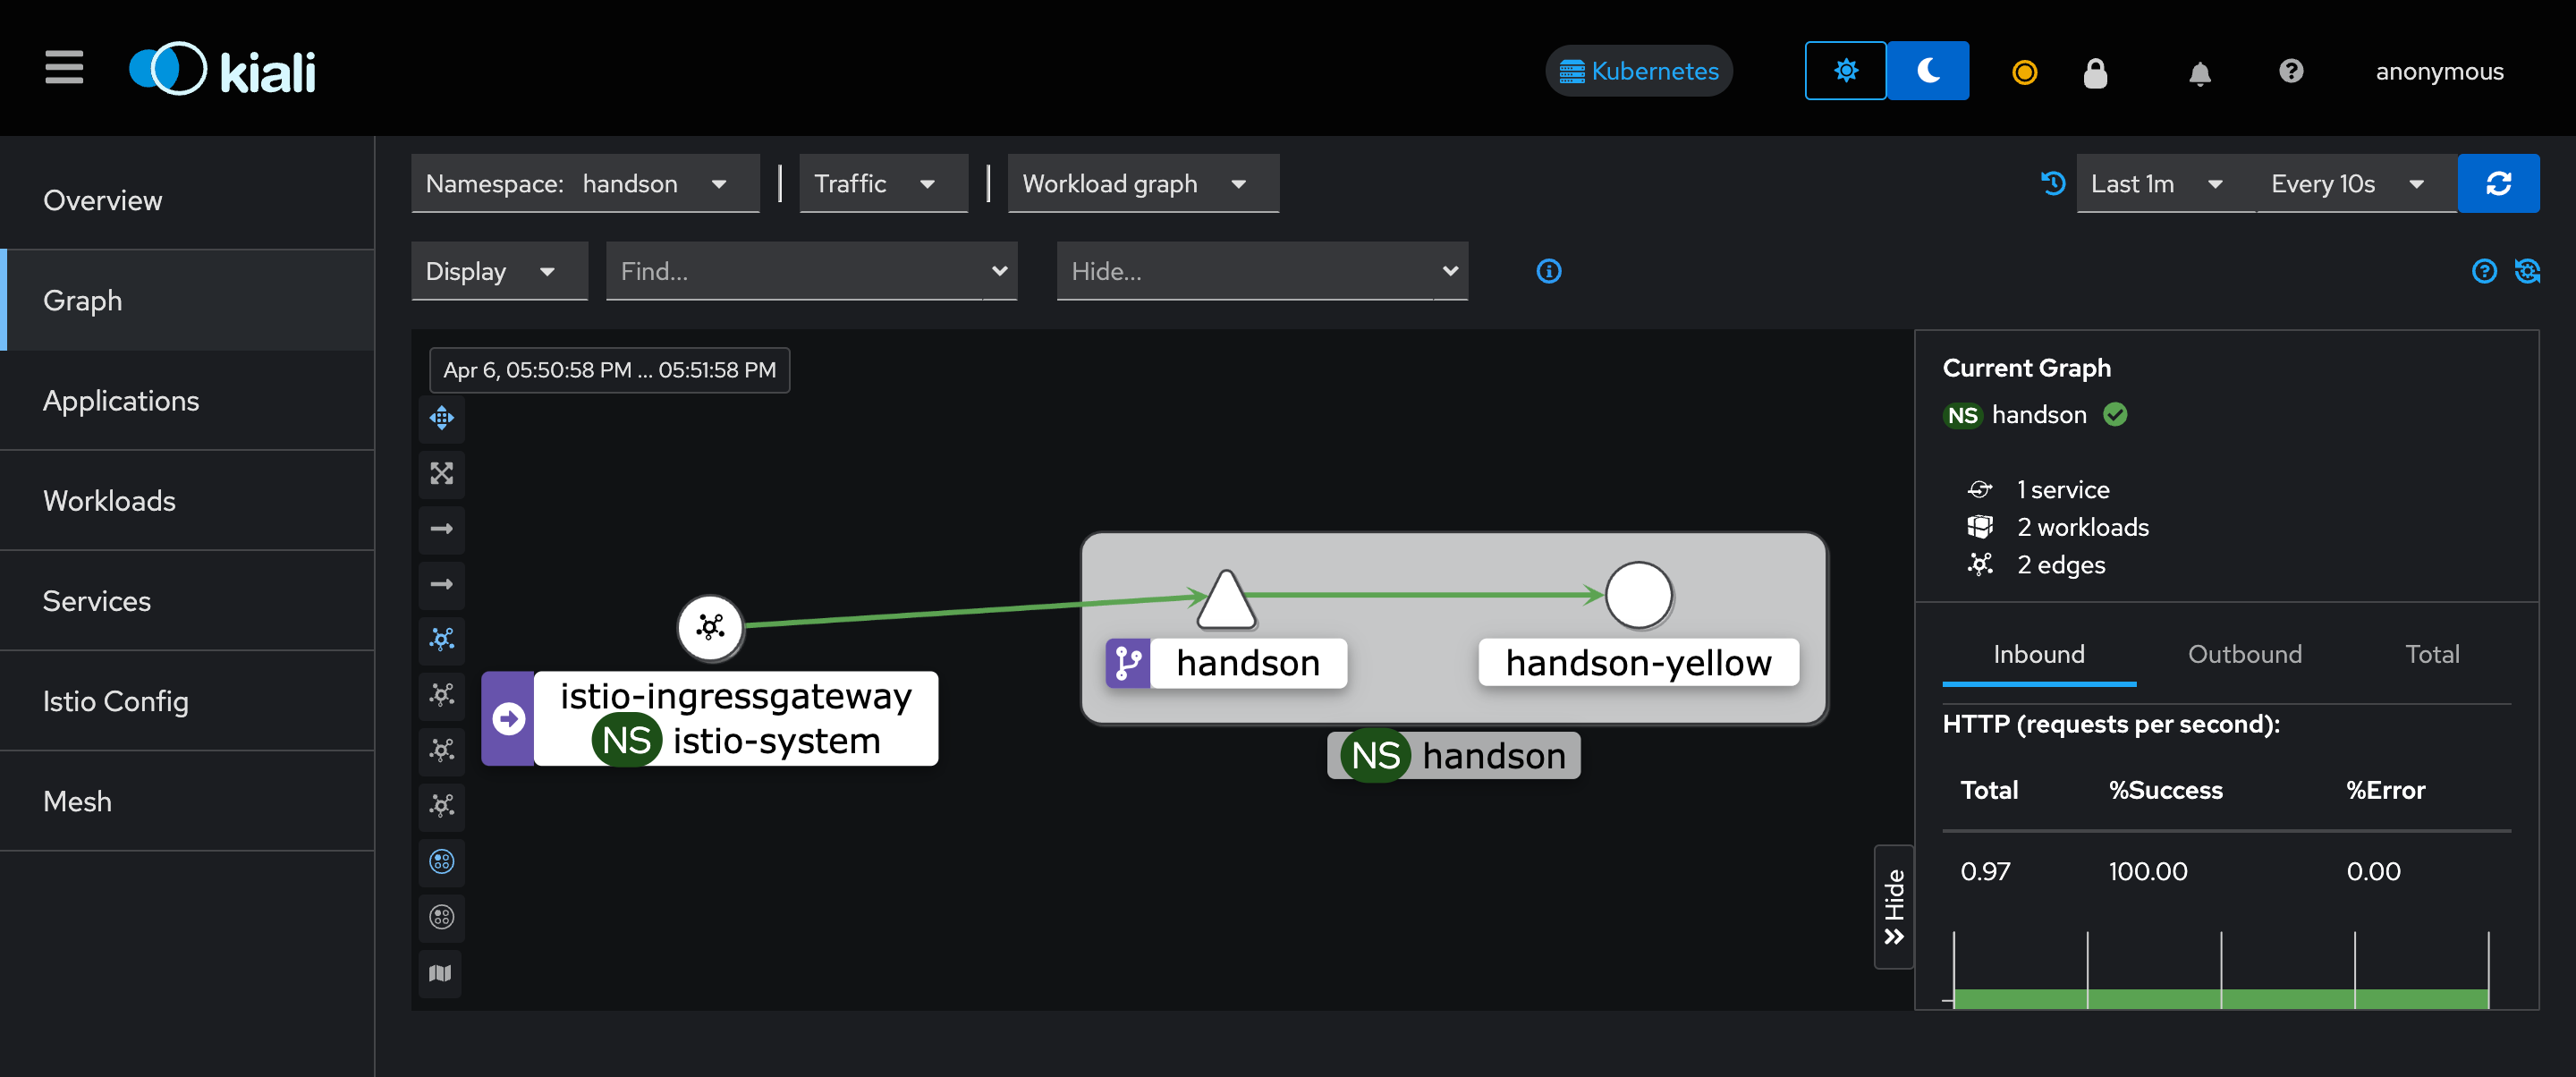 kiali
Kubernetes
anonymous
Overview
Graph
Applications
Workloads
Services
Istio Config
Mesh
Namespace: handson
Traffic
Workload graph
Last 1m
Every 10s
Display
Find...
Hide...
Apr 6, 05:50:58 PM ... 05:51:58 PM
istio-ingressgateway
NS istio-system
handson
handson-yellow
NS handson
Hide
Current Graph
NS handson
1 service
2 workloads
2 edges
Inbound
Outbound
Total
HTTP (requests per second):
Total %Success %Error
0.97 100.00 0.00